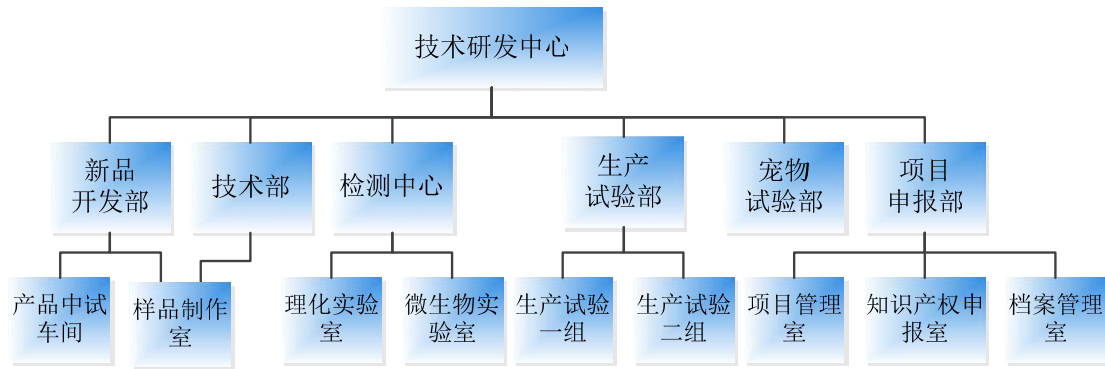 技术研发中心
新品
开发部
技术部
检测中心
生产
试验部
宠物
试验部
项目
申报部
产品中试
车间
样品制作
室
理化实验
室
微生物实
验室
生产试验
一组
生产试验
二组
项目管理
室
知识产权申
报室
档案管理
室